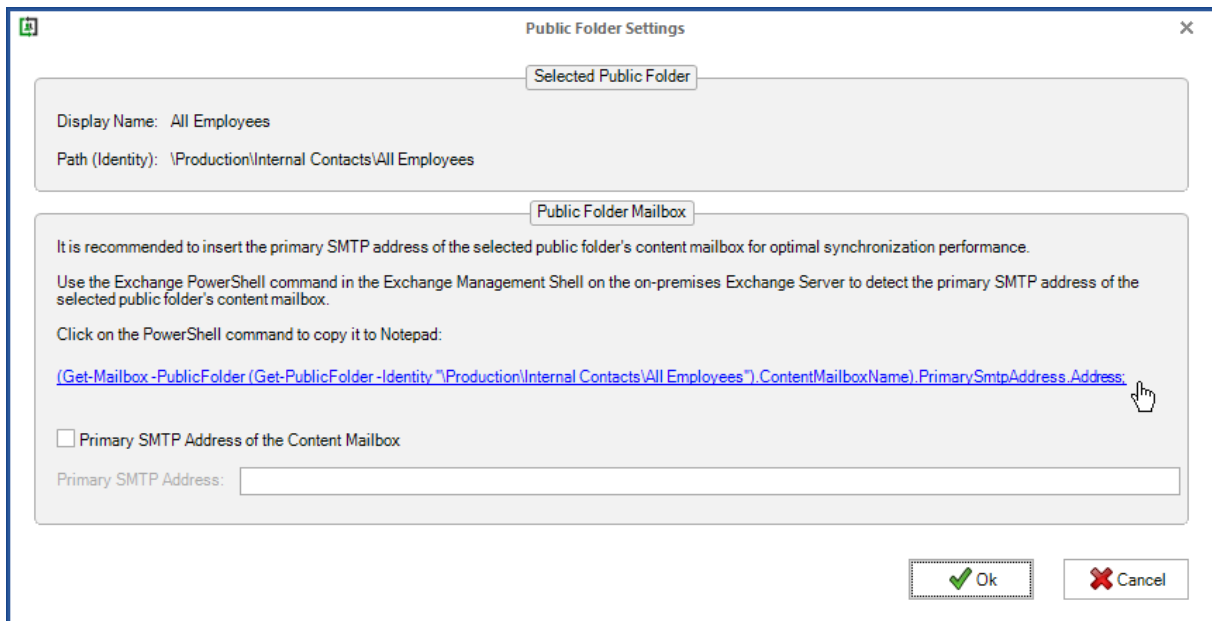 Public Folder Settings
Selected Public Folder
Display Name: All Employees
Path (Identity): \Production\Internal Contacts\All Employees
Public Folder Mailbox
It is recommended to insert the primary SMTP address of the selected public folder's content mailbox for optimal synchronization performance.
Use the Exchange PowerShell command in the Exchange Management Shell on the on-premises Exchange Server to detect the primary SMTP address of the
selected public folder's content mailbox.
Click on the PowerShell command to copy it to Notepad:
(Get-Mailbox -PublicFolder (Get-PublicFolder -Identity "\Production\Internal Contacts\All Employees").ContentMailboxName).PrimarySmtpAddress.Address;
Primary SMTP Address of the Content Mailbox
Primary SMTP Address:
Ok
Cancel